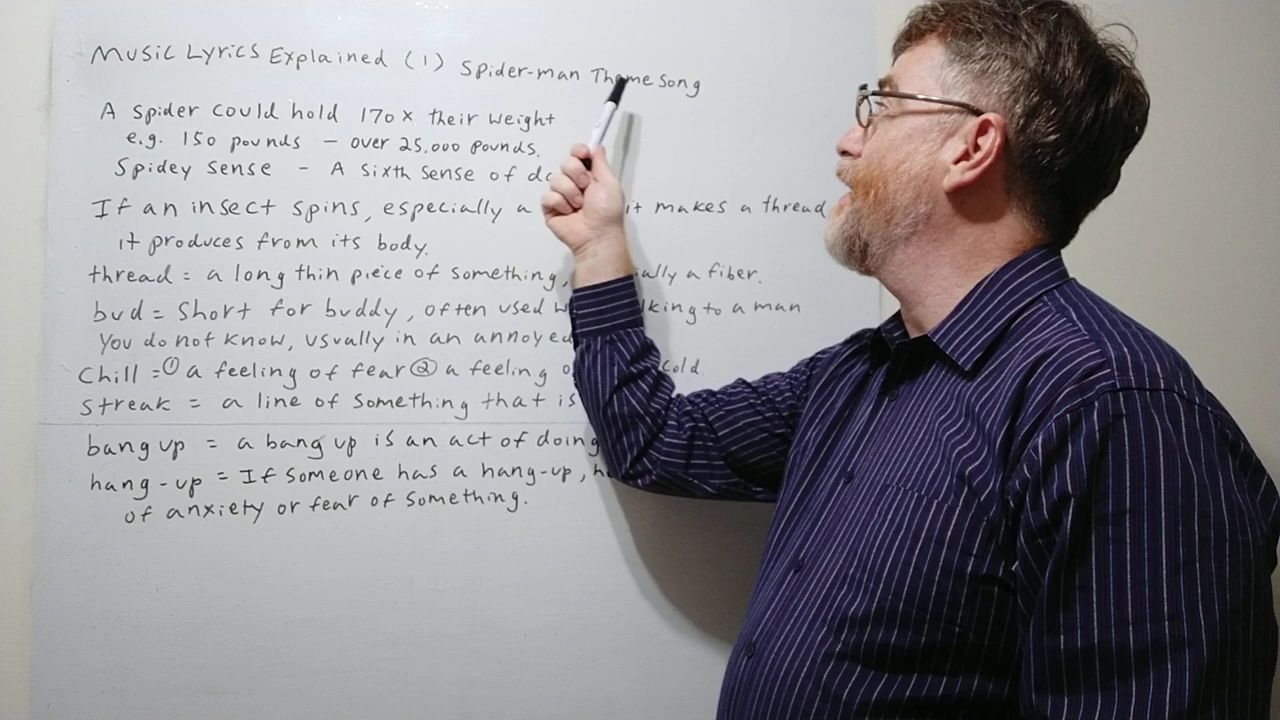 Music Lyrics Explained (1) Spider-man Theme Song
A spider could hold 170 x their weight
e.g. 150 pounds – over 25,000 pounds.
Spidey Sense - A sixth sense of
If an insect spins, especially a it makes a thread
it produces from its body.
thread = a long thin piece of something, a fiber.
bud = short for buddy, often used to a man
You do not know, usually in an annoyed
Chill = ① a feeling of fear ② a feeling cold
Streak = a line of something that is
bang up = a bang up is an act of doing
hang-up = If someone has a hang-up,
of anxiety or fear of something.